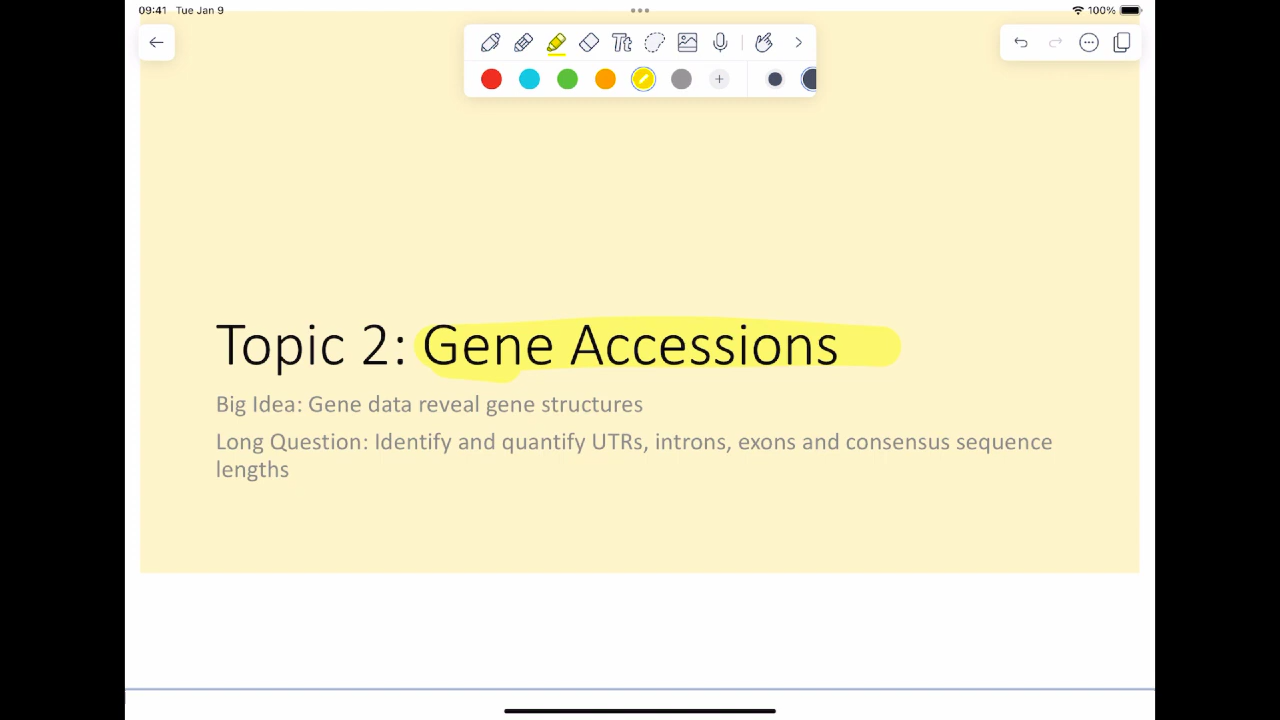 09:41 Tue Jan 9
100%
Tt
Topic 2: Gene Accessions
Big Idea: Gene data reveal gene structures
Long Question: Identify and quantify UTRs, introns, exons and consensus sequence
lengths